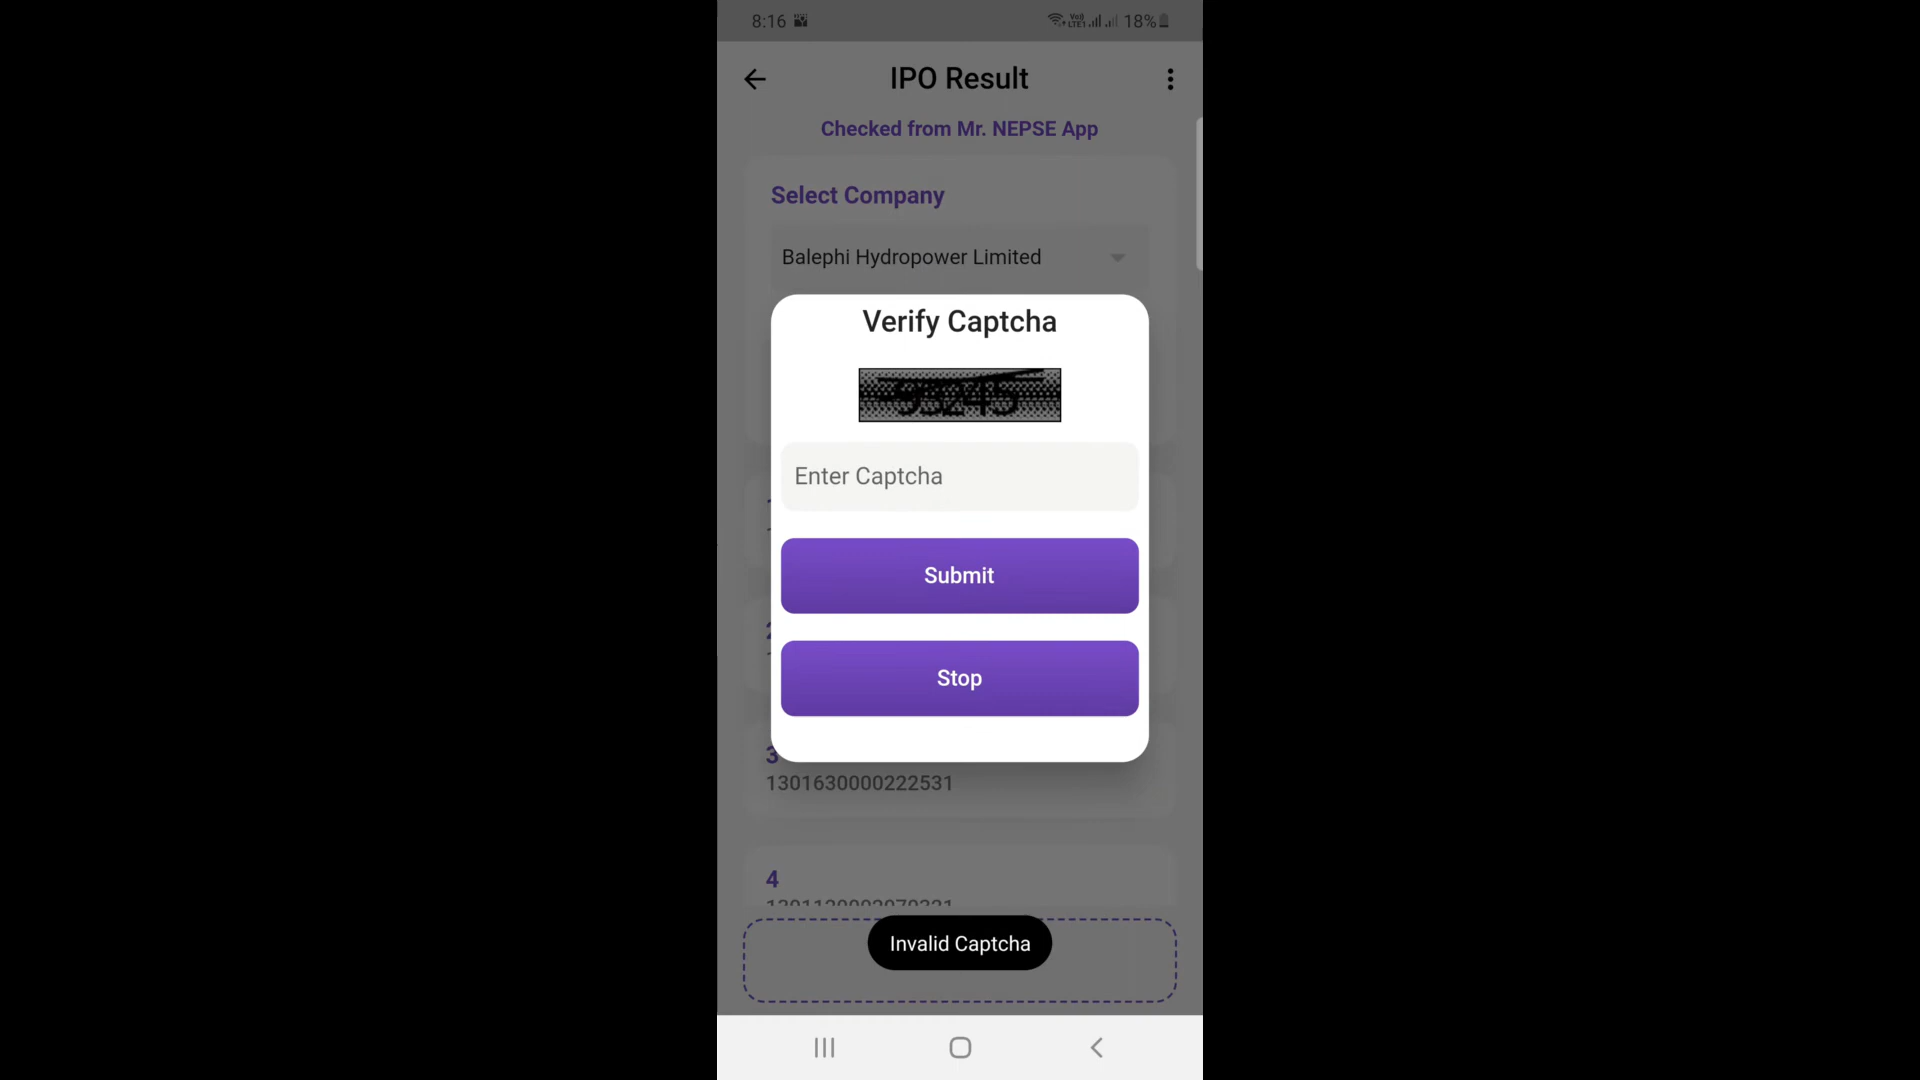 8:16
18%
IPO Result
Checked from Mr. NEPSE App
Select Company
Balephi Hydropower Limited
Verify Captcha
Enter Captcha
Submit
Stop
3
1301630000222531
4
Invalid Captcha